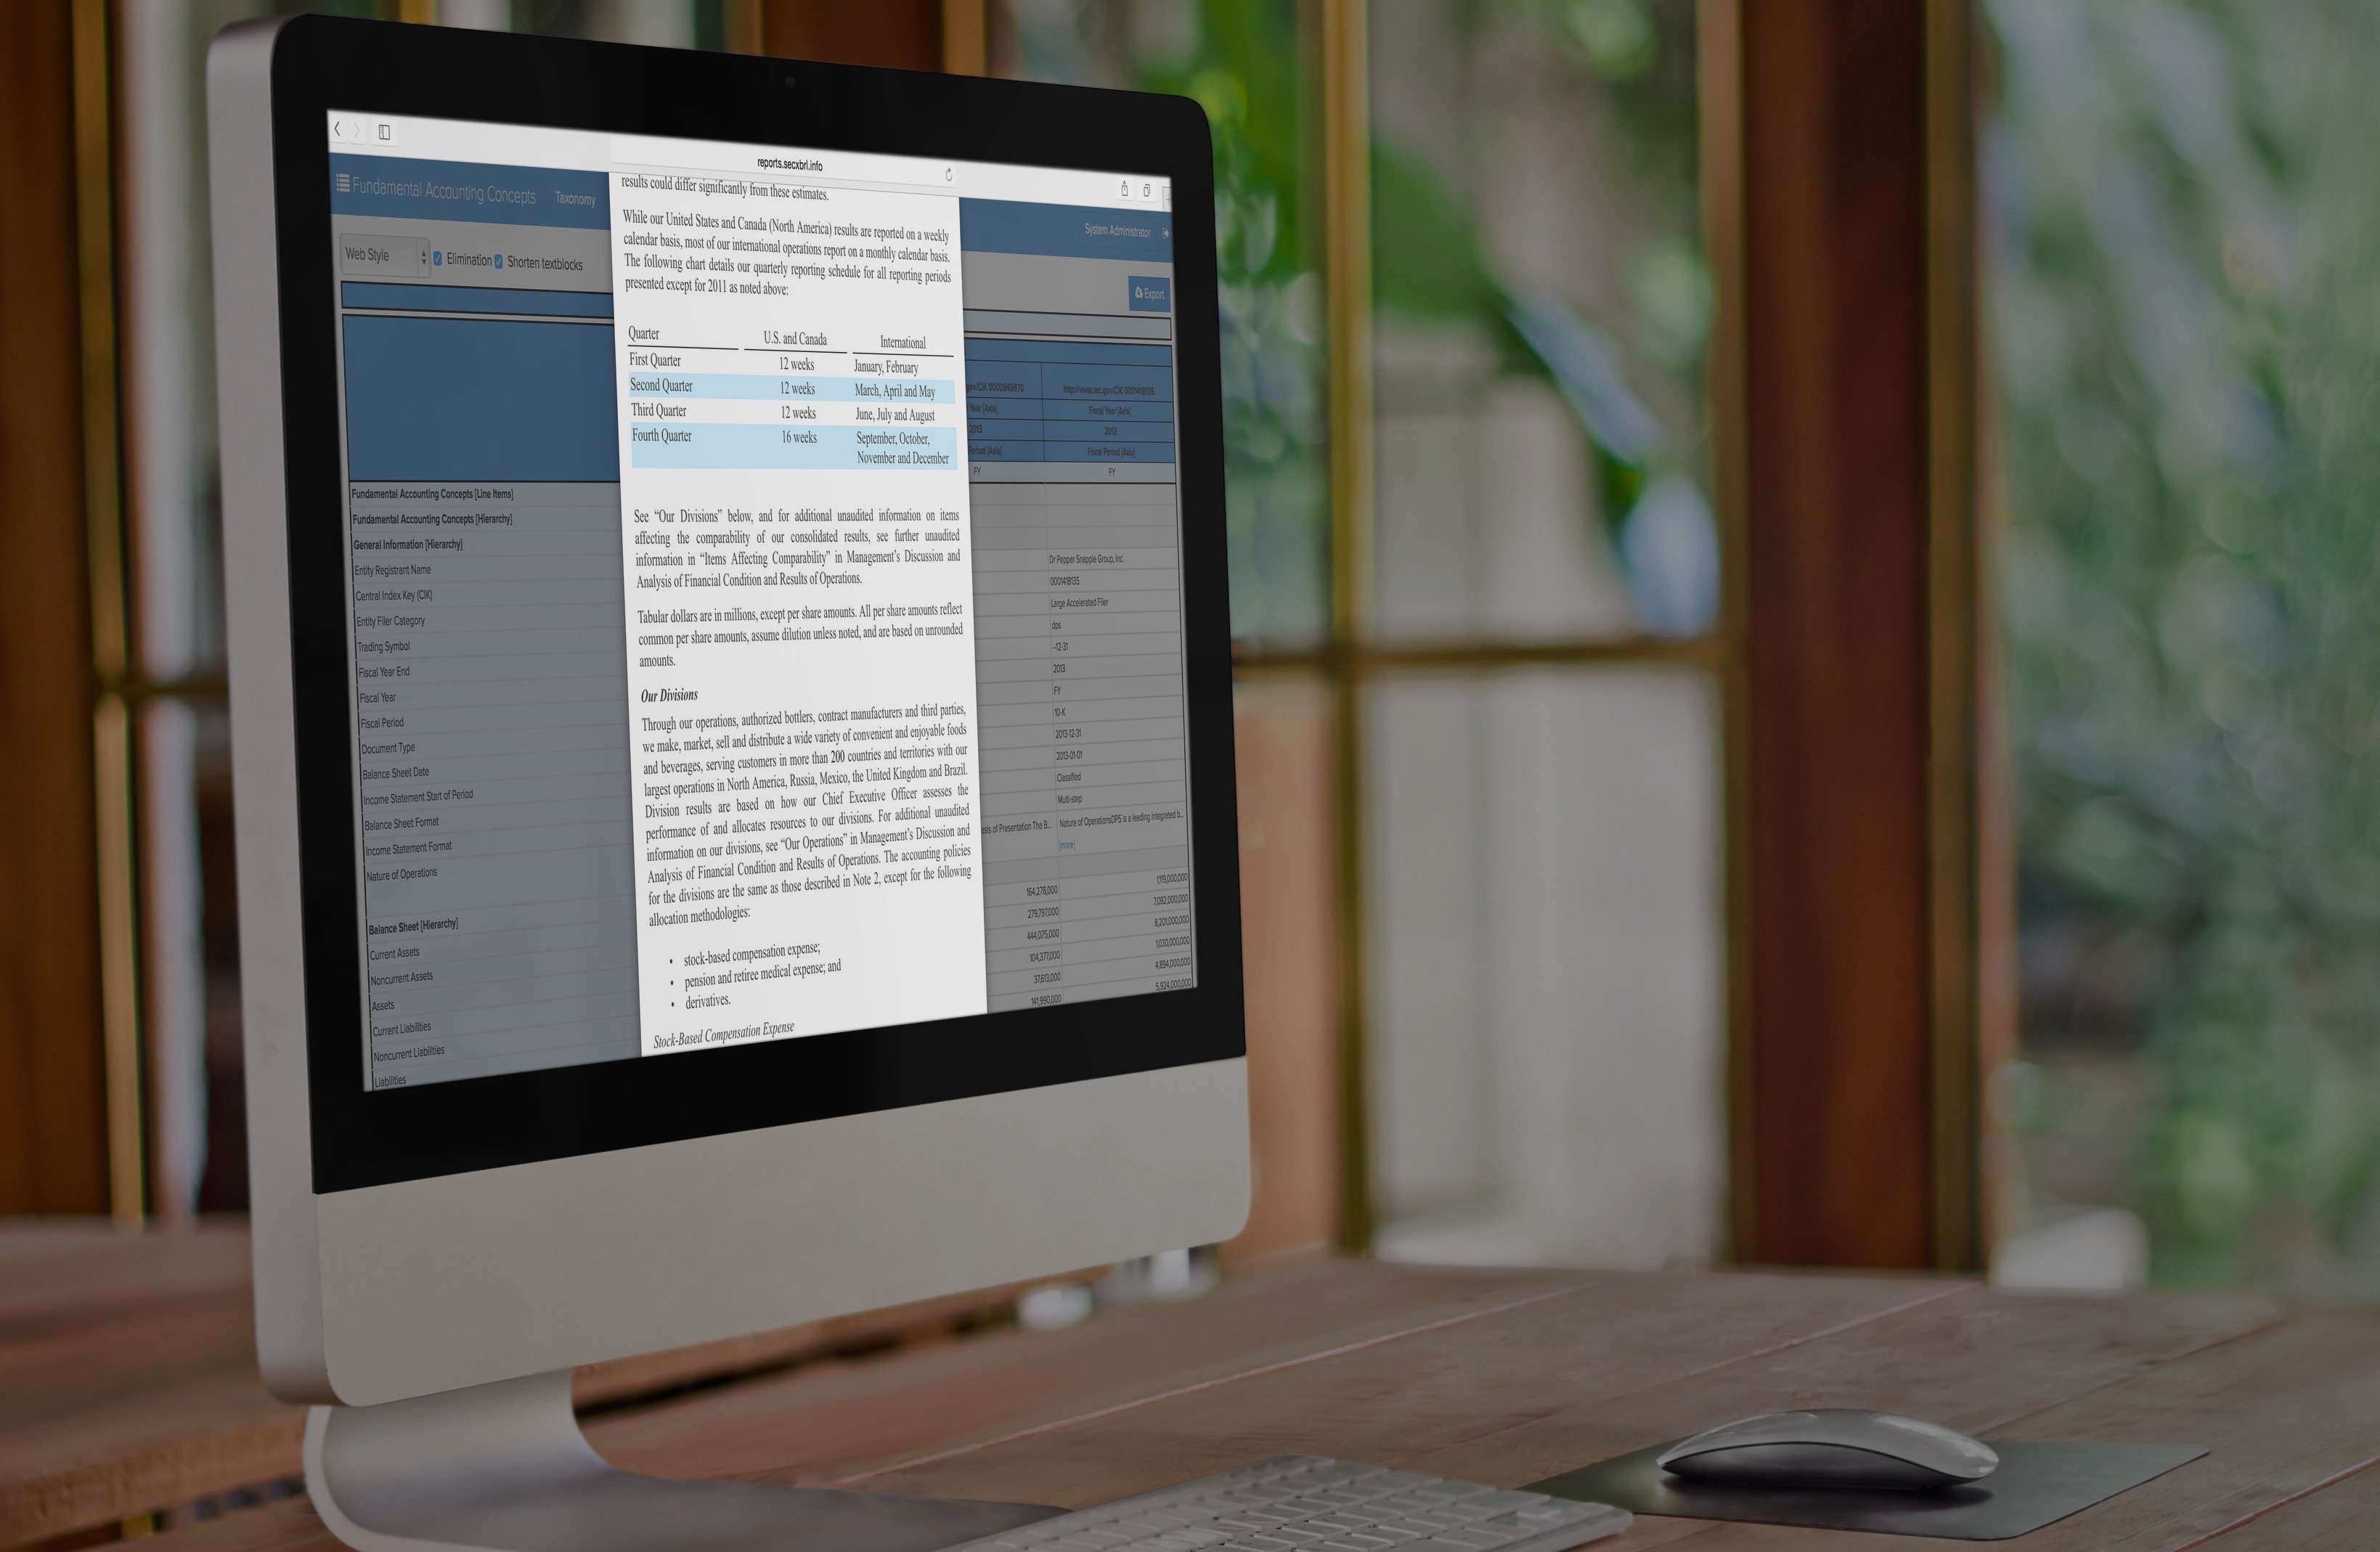 reports.secxbrl.info
Fundamental Accounting Concepts
Taxonomy
System Administrator
Web Style
Elimination
Shorten textblocks
Export
results could differ significantly from these estimates.
While our United States and Canada (North America) results are reported on a weekly
calendar basis, most of our international operations report on a monthly calendar basis.
The following chart details our quarterly reporting schedule for all reporting periods
presented except for 2011 as noted above:
Quarter U.S. and Canada International
First Quarter 12 weeks January, February
Second Quarter 12 weeks March, April and May
Third Quarter 12 weeks June, July and August
Fourth Quarter 16 weeks September, October,
November and December
See “Our Divisions” below, and for additional unaudited information on items
affecting the comparability of our consolidated results, see further unaudited
information in “Items Affecting Comparability” in Management’s Discussion and
Analysis of Financial Condition and Results of Operations.
Tabular dollars are in millions, except per share amounts. All per share amounts reflect
common per share amounts, assume dilution unless noted, and are based on unrounded
amounts.
Our Divisions
Through our operations, authorized bottlers, contract manufacturers and third parties,
we make, market, sell and distribute a wide variety of convenient and enjoyable foods
and beverages, serving customers in more than 200 countries and territories with our
largest operations in North America, Russia, Mexico, the United Kingdom and Brazil.
Division results are based on how our Chief Executive Officer assesses the
performance of and allocates resources to our divisions. For additional unaudited
information on our divisions, see “Our Operations” in Management’s Discussion and
Analysis of Financial Condition and Results of Operations. The accounting policies
for the divisions are the same as those described in Note 2, except for the following
allocation methodologies:
• stock-based compensation expense;
• pension and retiree medical expense; and
• derivatives.
Stock-Based Compensation Expense
Fundamental Accounting Concepts [Line Items]
Fundamental Accounting Concepts [Hierarchy]
General Information [Hierarchy]
Entity Registrant Name
Central Index Key (CIK)
Entity Filer Category
Trading Symbol
Fiscal Year End
Fiscal Year
Fiscal Period
Document Type
Balance Sheet Date
Income Statement Start of Period
Balance Sheet Format
Income Statement Format
Nature of Operations
Balance Sheet [Hierarchy]
Current Assets
Noncurrent Assets
Assets
Current Liabilities
Noncurrent Liabilities
Liabilities
gov/CIK 0000949870 http://www.sec.gov/CIK 0001418135
Year [Axis] Fiscal Year [Axis]
2013 2013
Period [Axis] Fiscal Period [Axis]
FY FY
Dr Pepper Snapple Group, Inc.
0001418135
Large Accelerated Filer
dps
--12-31
2013
FY
10-K
2013-12-31
2013-01-01
Classified
Multi-step
asis of Presentation The B... Nature of OperationsDPS is a leading integrated b...
[more]
164,278,000 1,119,000,000
279,797,000 7,082,000,000
444,075,000 8,201,000,000
104,377,000 1,030,000,000
37,613,000 4,894,000,000
141,990,000 5,924,000,000